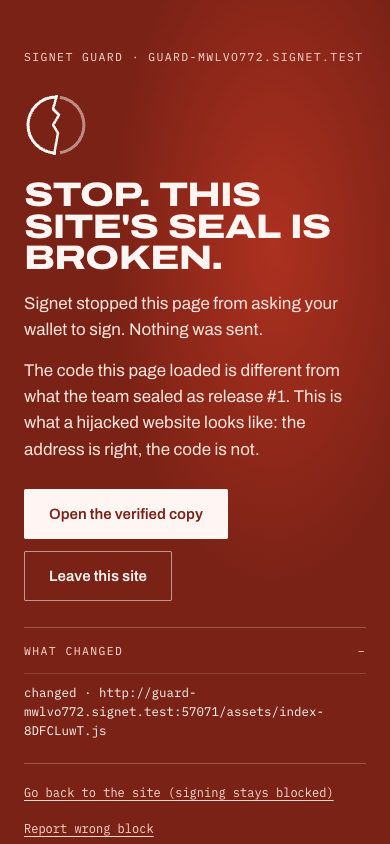 SIGNET GUARD · GUARD-MWLVO772.SIGNET.TEST
STOP. THIS
SITE'S SEAL IS
BROKEN.
Signet stopped this page from asking your
wallet to sign. Nothing was sent.
The code this page loaded is different from
what the team sealed as release #1. This is
what a hijacked website looks like: the
address is right, the code is not.
Open the verified copy
Leave this site
WHAT CHANGED –
changed · http://guard-
mwlvo772.signet.test:57071/assets/index-
8DFCLuwT.js
Go back to the site (signing stays blocked)
Report wrong block